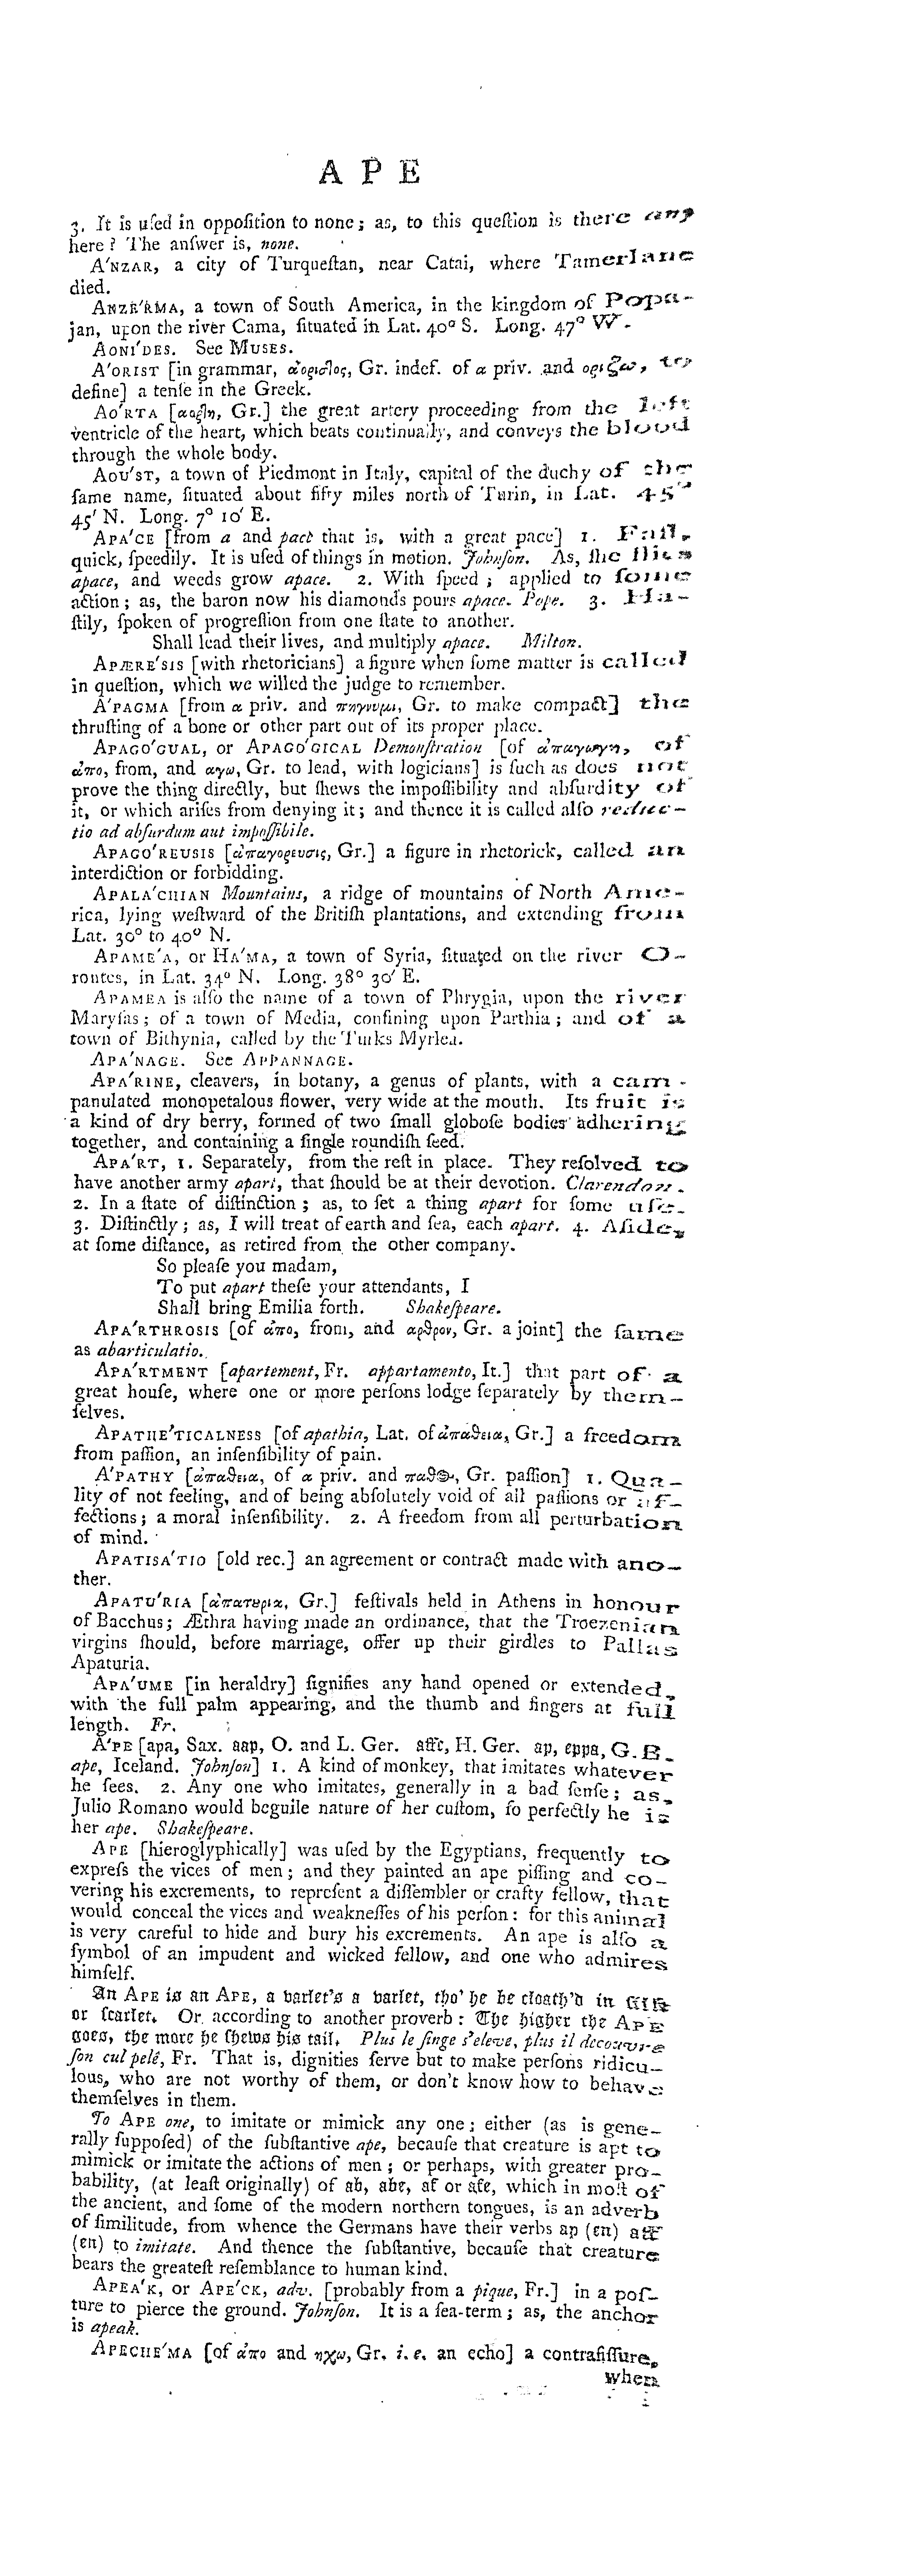 A P E
3. It is uſed in oppoſition to none; as, to this queſtion is there any
here? The anſwer is, none.
A′NZAR, a city of Turqueſtan, near Catai, where Tamerlane
died.
ANZE′RMA, a town of South America, in the kingdom of Popa-
jan, upon the river Cama, ſituated in Lat. 40° S. Long. 47° W.
AONI′DES. See MUSES.
A′ORIST [in grammar, ἀοριϛος, Gr. indef. of α priv. and οριζω, to
define] a tenſe in the Greek.
AO′RTA [αορ]η, Gr.] the great artery proceeding from the left
ventricle of the heart, which beats continually, and conveys the blood
through the whole body.
AOU′ST, a town of Piedmont in Italy, capital of the duchy of the
ſame name, ſituated about fifty miles north of Turin, in Lat. 45°
45′ N. Long. 7° 10′ E.
APA′CE [from a and pace that is, with a great pace] 1. Faſt,
quick, ſpeedily. It is uſed of things in motion. Johnſon. As, ſhe flies
apace, and weeds grow apace. 2. With ſpeed; applied to ſome
action; as, the baron now his diamonds pours apace. Pope. 3. Ha-
ſtily, ſpoken of progreſſion from one ſtate to another.
Shall lead their lives, and multiply apace. Milton.
APÆRE′SIS [with rhetoricians] a figure when ſome matter is called
in queſtion, which we willed the judge to remember.
A′PAGMA [from α priv. and πηγνυμι, Gr. to make compact] the
thruſting of a bone or other part out of its proper place.
APAGO′GUAL, or APAGO′GICAL Demonſtration [of ἀπαγωγη, of
ἀπο, from, and αγω, Gr. to lead, with logicians] is ſuch as does not
prove the thing directly, but ſhews the impoſſibility and abſurdity of
it, or which ariſes from denying it; and thence it is called alſo reduc-
tio ad abſurdum aut impoſſibile.
APAGO′REUSIS [ἀπαγορευσις, Gr.] a figure in rhetorick, called an
interdiction or forbidding.
APALA′CHIAN Mountains, a ridge of mountains of North Ame-
rica, lying weſtward of the Britiſh plantations, and extending from
Lat. 30° to 40° N.
APAME′A, or HA′MA, a town of Syria, ſituated on the river O-
rontes, in Lat. 34° N. Long. 38° 30′ E.
APAMEA is alſo the name of a town of Phrygia, upon the river
Maryſas; of a town of Media, confining upon Parthia; and of a
town of Bithynia, called by the Turks Myrlea.
APA′NAGE. See APPANNAGE.
APA′RINE, cleavers, in botany, a genus of plants, with a cam-
panulated monopetalous flower, very wide at the mouth. Its fruit is
a kind of dry berry, formed of two ſmall globoſe bodies adhering
together, and containing a ſingle roundiſh ſeed.
APA′RT, 1. Separately, from the reſt in place. They reſolved to
have another army apart, that ſhould be at their devotion. Clarendon.
2. In a ſtate of diſtinction; as, to ſet a thing apart for ſome uſe.
3. Diſtinctly; as, I will treat of earth and ſea, each apart. 4. Aſide,
at ſome diſtance, as retired from the other company.
So pleaſe you madam,
To put apart theſe your attendants, I
Shall bring Emilia forth. Shakeſpeare.
APA′RTHROSIS [of ἀπο, from, and αρθρον, Gr. a joint] the ſame
as abarticulatio.
APA′RTMENT [apartement, Fr. appartamento, It.] that part of a
great houſe, where one or more perſons lodge ſeparately by them-
ſelves.
APATHE′TICALNESS [of apathia, Lat. of ἀπαθεια, Gr.] a freedom
from paſſion, an inſenſibility of pain.
A′PATHY [ἀπαθεια, of α priv. and παθ&, Gr. paſſion] 1. Qua-
lity of not feeling, and of being abſolutely void of all paſſions or af-
fections; a moral inſenſibility. 2. A freedom from all perturbation
of mind.
APATISA′TIO [old rec.] an agreement or contract made with ano-
ther.
APATU′RIA [ἀπατυρια, Gr.] feſtivals held in Athens in honour
of Bacchus; Æthra having made an ordinance, that the Troezenian
virgins ſhould, before marriage, offer up their girdles to Pallas
Apaturia.
APA′UME [in heraldry] ſignifies any hand opened or extended,
with the full palm appearing, and the thumb and fingers at full
length. Fr.
A′PE [apa, Sax. aap, O. and L. Ger. affe, H. Ger. ap, eppa, G. B.
ape, Iceland. Johnſon] 1. A kind of monkey, that imitates whatever
he ſees. 2. Any one who imitates, generally in a bad ſenſe; as,
Julio Romano would beguile nature of her cuſtom, ſo perfectly he is
her ape. Shakeſpeare.
APE [hieroglyphically] was uſed by the Egyptians, frequently to
expreſs the vices of men; and they painted an ape piſſing and co-
vering his excrements, to repreſent a diſſembler or crafty fellow, that
would conceal the vices and weakneſſes of his perſon: for this animal
is very careful to hide and bury his excrements. An ape is alſo a
ſymbol of an impudent and wicked fellow, and one who admires
himſelf.
An APE is an APE, a varlet's a varlet, tho' he be cloath'd in ſilk
or ſcarlet. Or according to another proverb: The higher the APE
goes, the more he ſhews his tail. Plus le ſinge s'eleve, plus il decouvre
ſon cul pelé, Fr. That is, dignities ſerve but to make perſons ridicu-
lous, who are not worthy of them, or don't know how to behave
themſelves in them.
To APE one, to imitate or mimick any one; either (as is gene-
rally ſuppoſed) of the ſubſtantive ape, becauſe that creature is apt to
mimick or imitate the actions of men; or perhaps, with greater pro-
bability, (at leaſt originally) of ab, abe, af or afe, which in moſt of
the ancient, and ſome of the modern northern tongues, is an adverb
of ſimilitude, from whence the Germans have their verbs ap (en) aff
(en) to imitate. And thence the ſubſtantive, becauſe that creature
bears the greateſt reſemblance to human kind.
APEA′K, or APE′CK, adv. [probably from a pique, Fr.] in a poſ-
ture to pierce the ground. Johnſon. It is a ſea-term; as, the anchor
is apeak.
APECHE′MA [of ἀπο and ηχω, Gr. i. e. an echo] a contrafiſſure,
when